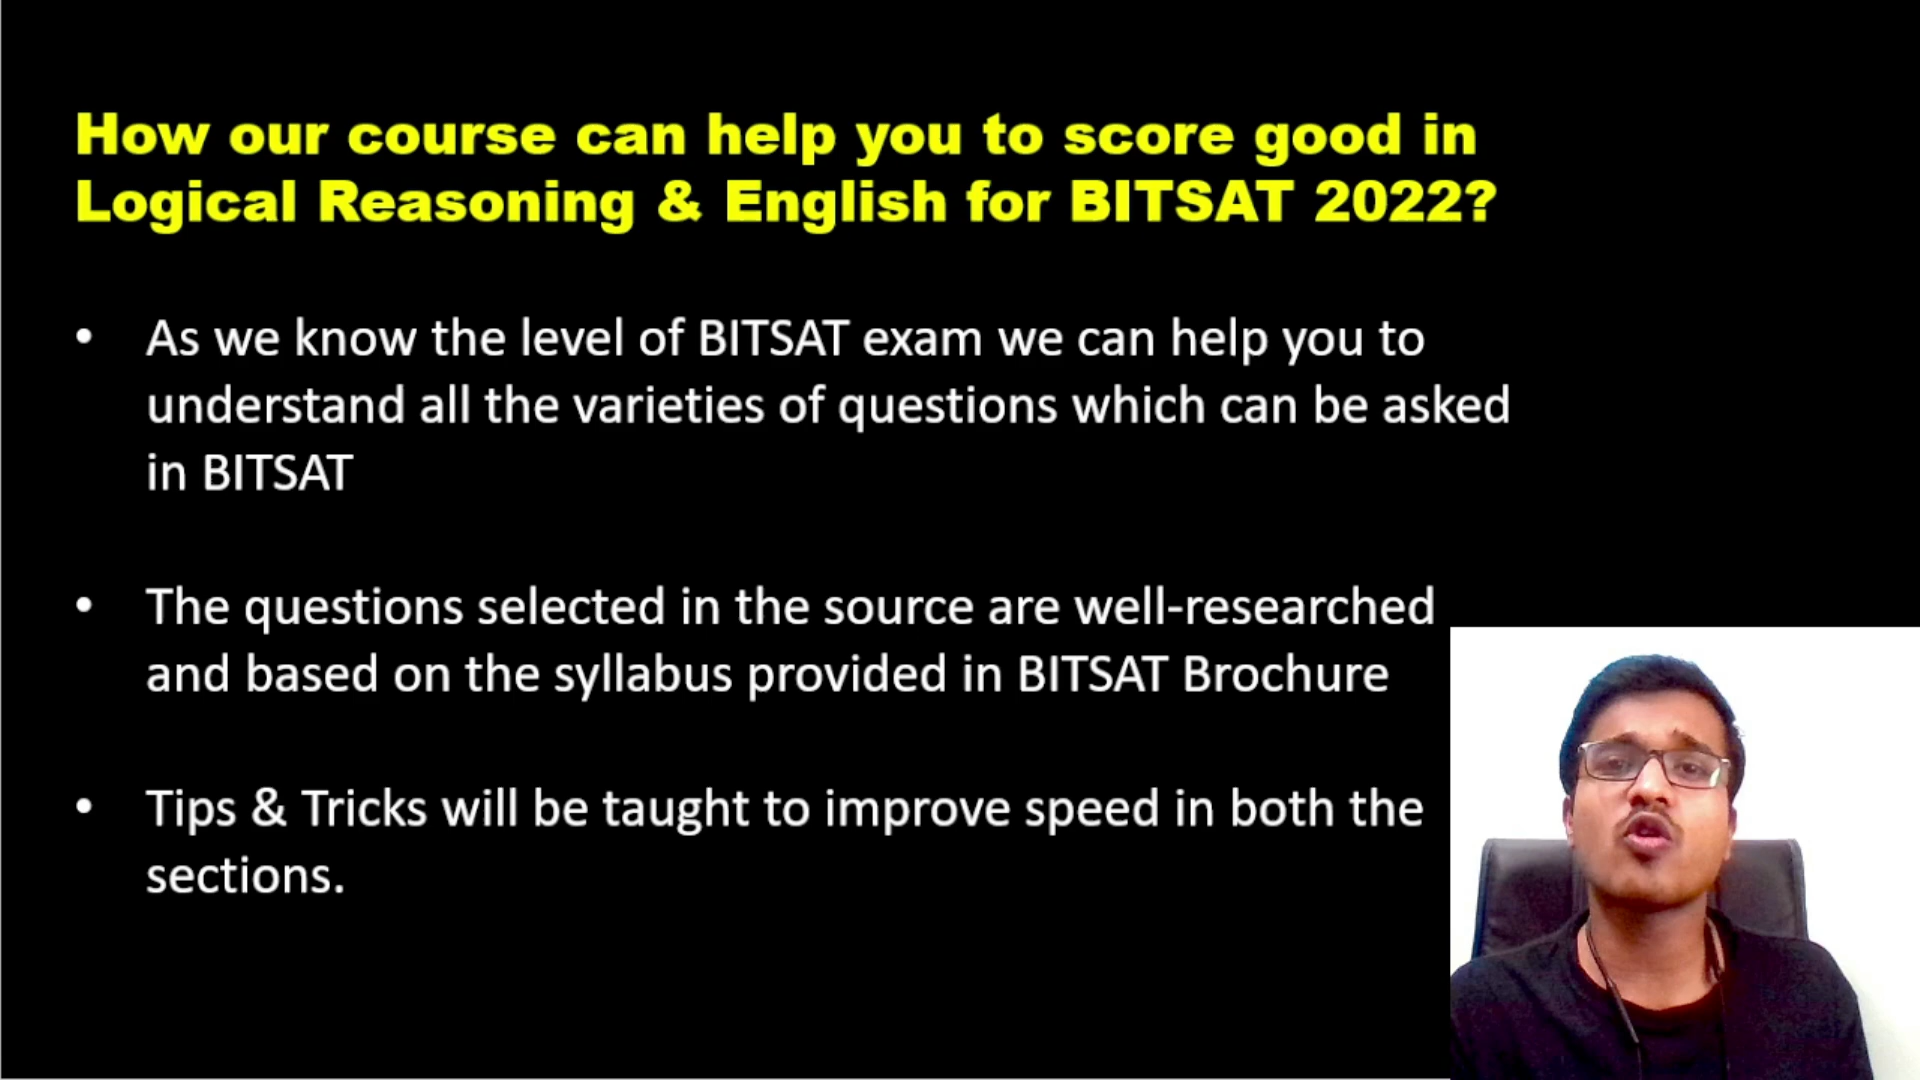 How our course can help you to score good in
Logical Reasoning & English for BITSAT 2022?
• As we know the level of BITSAT exam we can help you to
understand all the varieties of questions which can be asked
in BITSAT
• The questions selected in the source are well-researched
and based on the syllabus provided in BITSAT Brochure
• Tips & Tricks will be taught to improve speed in both the
sections.